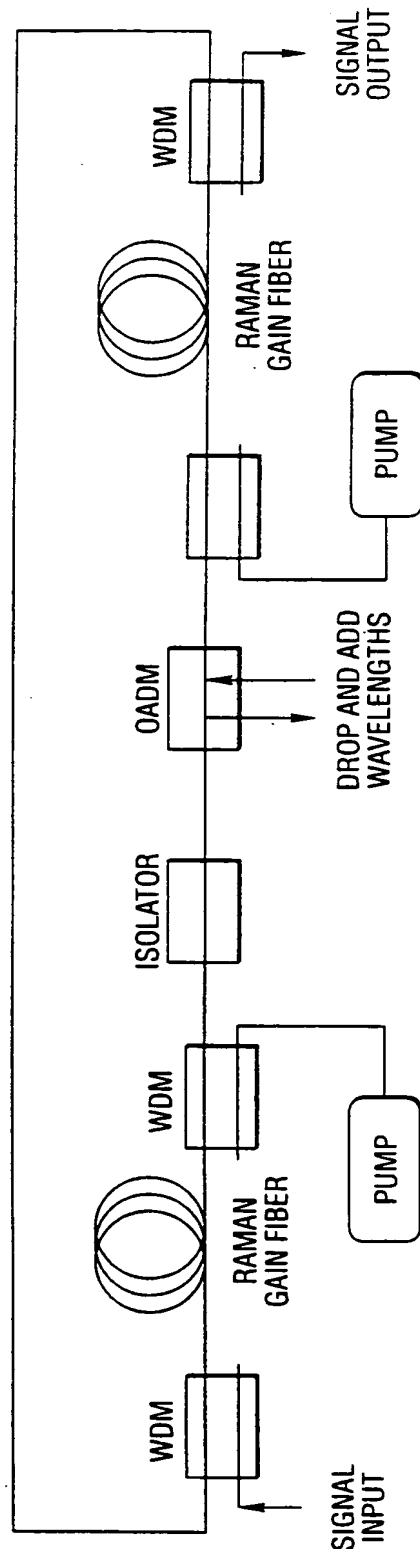 SIGNAL
INPUT
WDM
RAMAN
GAIN FIBER
WDM
PUMP
ISOLATOR
OADM
DROP AND ADD
WAVELENGTHS
PUMP
RAMAN
GAIN FIBER
WDM
SIGNAL
OUTPUT